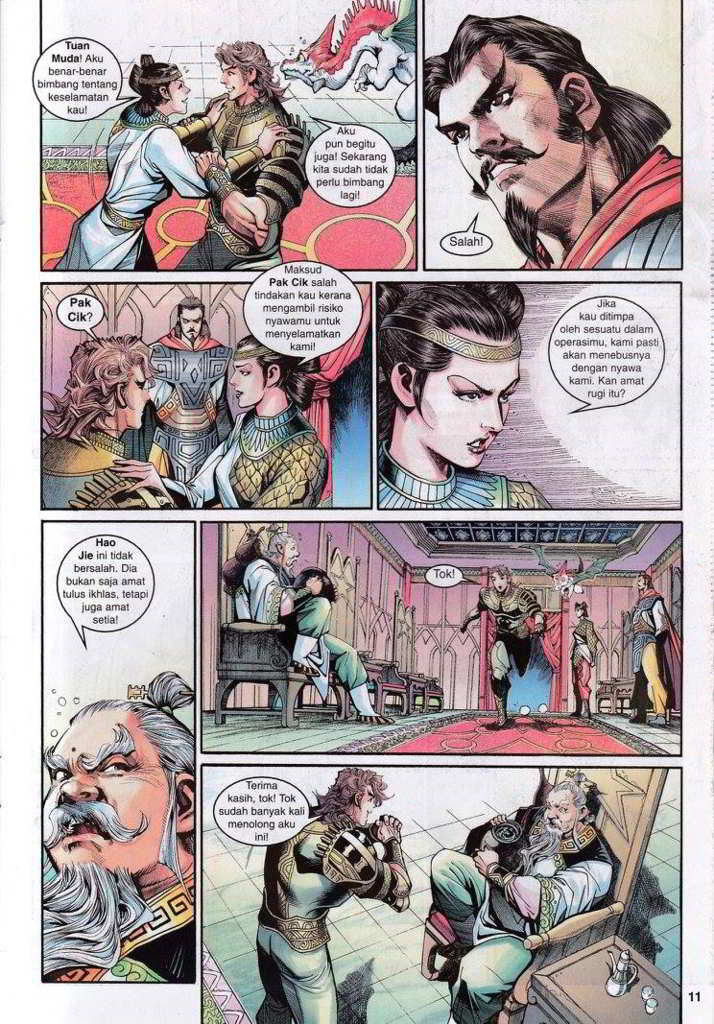 Tuan
Muda! Aku
benar-benar
bimbang tentang
keselamatan
kau!
Aku
pun begitu
juga! Sekarang
kita sudah tidak
perlu bimbang
lagi!
Salah!
Pak
Cik?
Maksud
Pak Cik salah
tindakan kau kerana
mengambil risiko
nyawamu untuk
menyelamatkan
kami!
Jika
kau ditimpa
oleh sesuatu dalam
operasimu, kami pasti
akan menebusnya
dengan nyawa
kami. Kan amat
rugi itu?
Hao
Jie ini tidak
bersalah. Dia
bukan saja amat
tulus ikhlas, tetapi
juga amat
setia!
Tok!
Terima
kasih, tok! Tok
sudah banyak kali
menolong aku
ini!
11